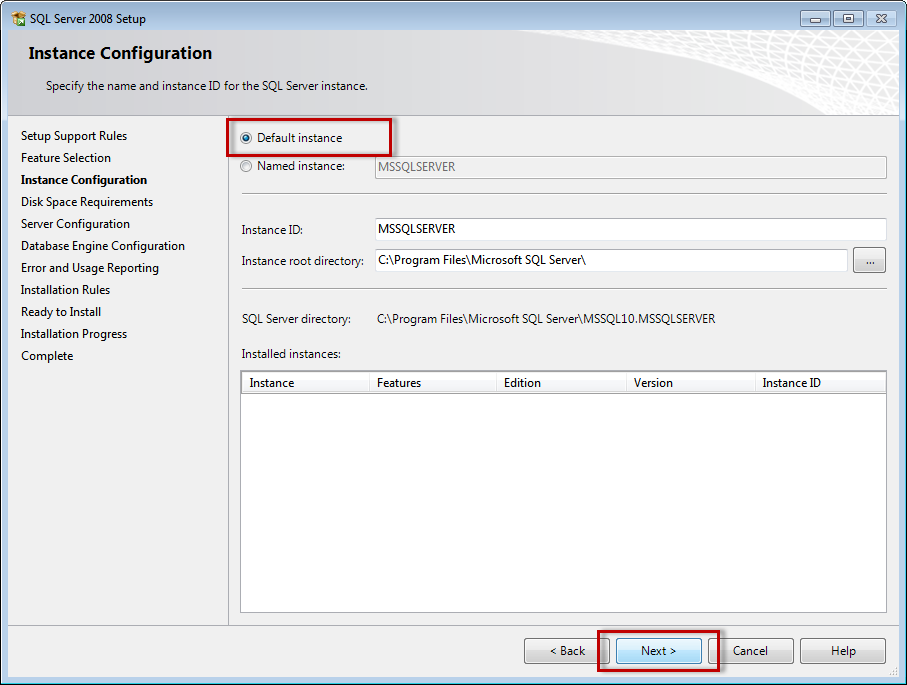 SQL Server 2008 Setup
Instance Configuration
Specify the name and instance ID for the SQL Server instance.
Setup Support Rules
Feature Selection
Instance Configuration
Disk Space Requirements
Server Configuration
Database Engine Configuration
Error and Usage Reporting
Installation Rules
Ready to Install
Installation Progress
Complete
Default instance
Named instance: MSSQLSERVER
Instance ID: MSSQLSERVER
Instance root directory: C:\Program Files\Microsoft SQL Server\ ...
SQL Server directory: C:\Program Files\Microsoft SQL Server\MSSQL10.MSSQLSERVER
Installed instances:
Instance Features Edition Version Instance ID
< Back Next > Cancel Help